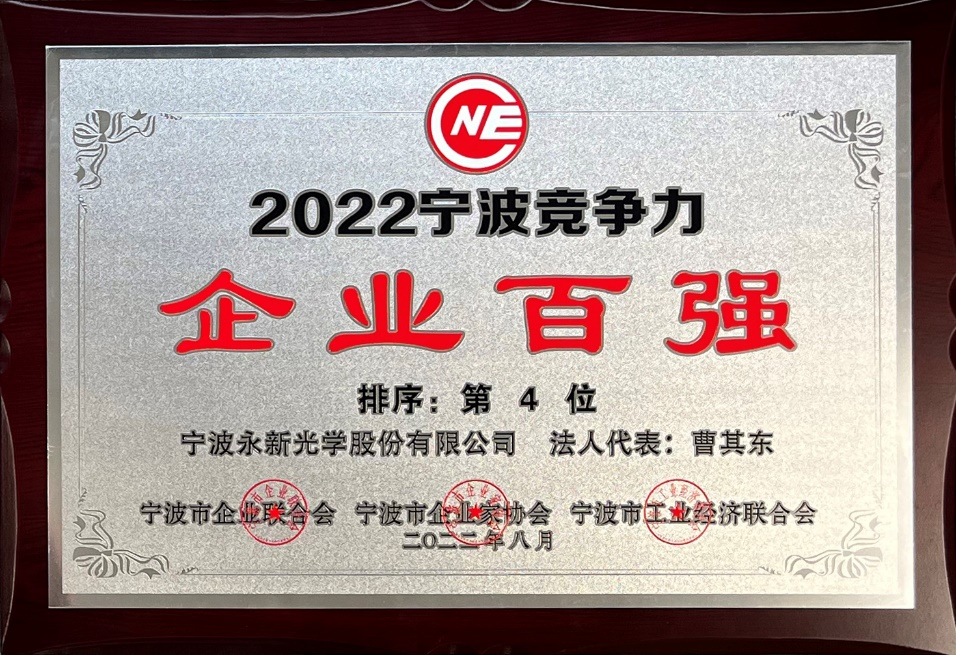 NE
2022宁波竞争力
企业百强
排序：第 4 位
宁波永新光学股份有限公司 法人代表：曹其东
宁波市企业联合会 宁波市企业家协会 宁波市工业经济联合会
二〇二二年八月